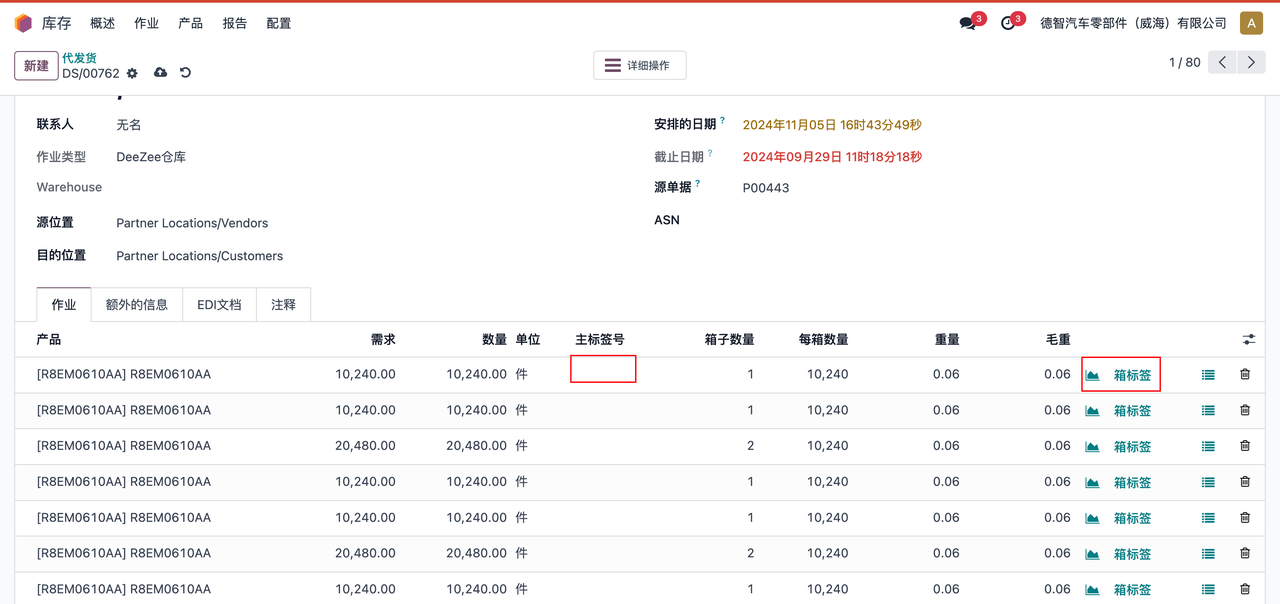 库存 概述 作业 产品 报告 配置 3 3 德智汽车零部件（威海）有限公司 A
新建 代发货 详细操作 1 / 80
DS/00762
联系人 无名 安排的日期 ? 2024年11月05日 16时43分49秒
作业类型 DeeZee仓库 截止日期 ? 2024年09月29日 11时18分18秒
Warehouse 源单据 ? P00443
源位置 Partner Locations/Vendors ASN
目的位置 Partner Locations/Customers
作业 额外的信息 EDI文档 注释
产品 需求 数量 单位 主标签号 箱子数量 每箱数量 重量 毛重
[R8EM0610AA] R8EM0610AA 10,240.00 10,240.00 件 1 10,240 0.06 0.06 箱标签
[R8EM0610AA] R8EM0610AA 10,240.00 10,240.00 件 1 10,240 0.06 0.06 箱标签
[R8EM0610AA] R8EM0610AA 20,480.00 20,480.00 件 2 10,240 0.06 0.06 箱标签
[R8EM0610AA] R8EM0610AA 10,240.00 10,240.00 件 1 10,240 0.06 0.06 箱标签
[R8EM0610AA] R8EM0610AA 10,240.00 10,240.00 件 1 10,240 0.06 0.06 箱标签
[R8EM0610AA] R8EM0610AA 20,480.00 20,480.00 件 2 10,240 0.06 0.06 箱标签
[R8EM0610AA] R8EM0610AA 10,240.00 10,240.00 件 1 10,240 0.06 0.06 箱标签